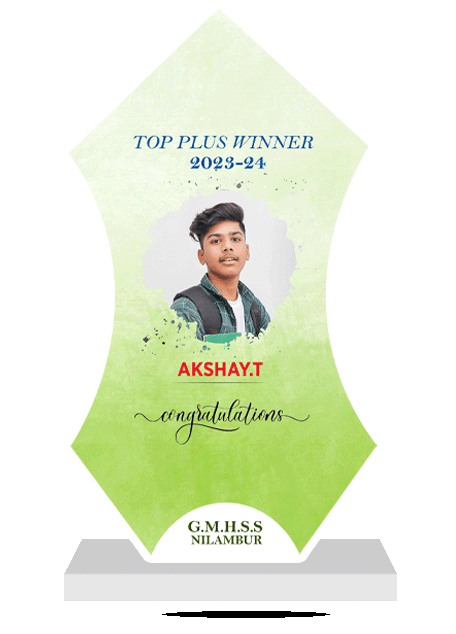 TOP PLUS WINNER
2023-24
AKSHAY.T
congratulations
G.M.H.S.S
NILAMBUR